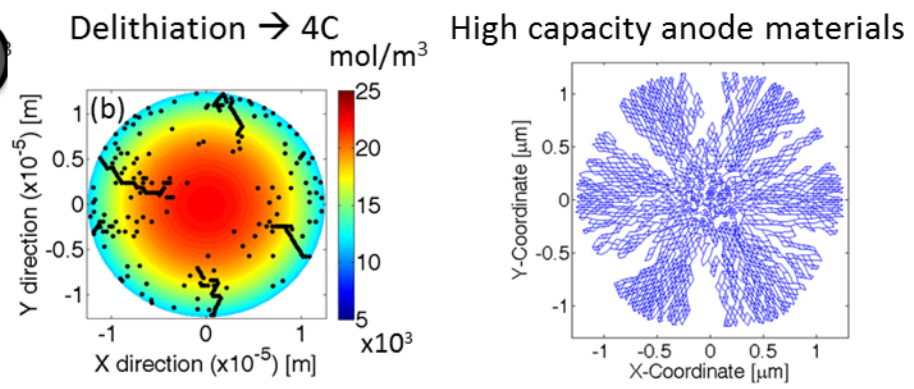 Delithiation → 4C
mol/m³
High capacity anode materials
(b)
Y direction (x10⁻⁵) [m]
1
0.5
0
-0.5
-1
-1
0
1
X direction (x10⁻⁵) [m]
25
20
15
10
5
x10³
Y-Coordinate [µm]
1
0.5
0
-0.5
-1
-1
-0.5
0
0.5
1
X-Coordinate [µm]